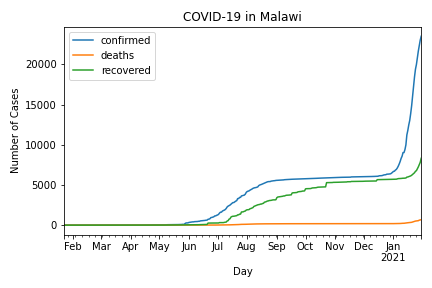 COVID-19 in Malawi
confirmed
deaths
recovered
Number of Cases
20000
15000
10000
5000
0
Feb Mar Apr May Jun Jul Aug Sep Oct Nov Dec Jan
2021
Day